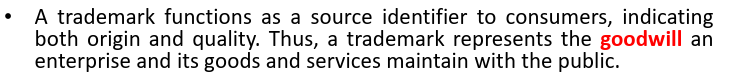 • A trademark functions as a source identifier to consumers, indicating
both origin and quality. Thus, a trademark represents the goodwill an
enterprise and its goods and services maintain with the public.